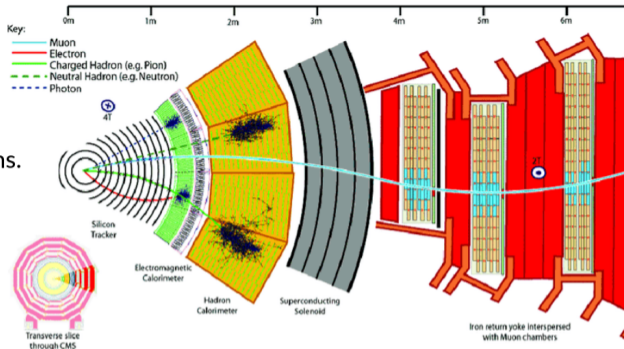 0m 1m 2m 3m 4m 5m 6m
Key:
Muon
Electron
Charged Hadron (e.g. Pion)
Neutral Hadron (e.g. Neutron)
Photon
4T
ns.
2T
Silicon
Tracker
Electromagnetic
Calorimeter
Hadron
Calorimeter
Superconducting
Solenoid
Iron return yoke interspersed
with Muon chambers
Transverse slice
through CMS